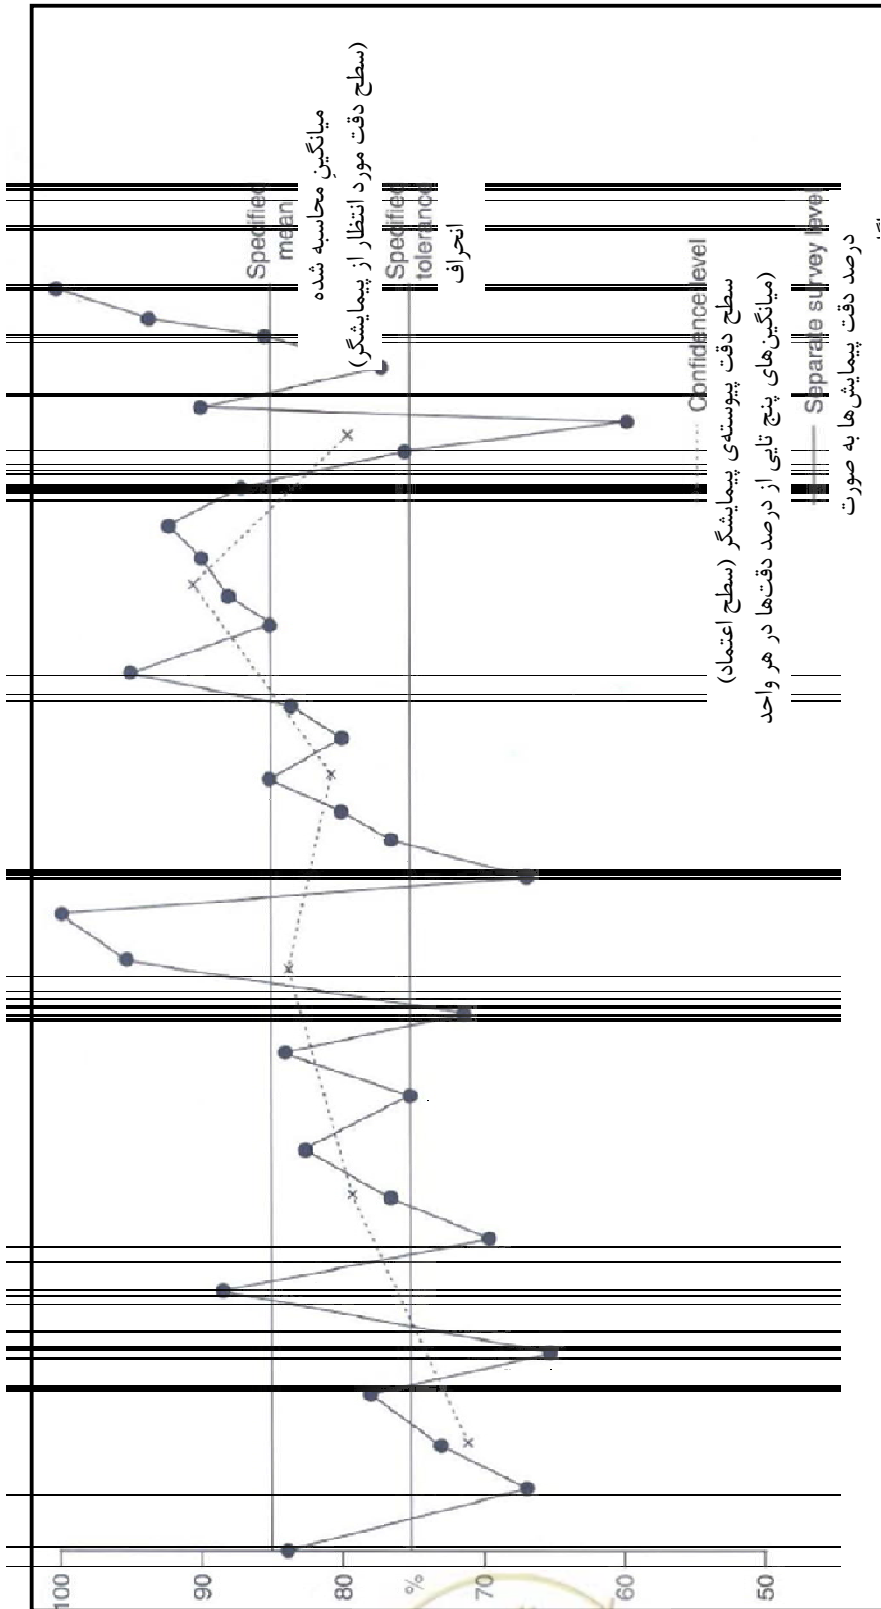 Specified
mean
میانگینِ محاسبه شده
(سطح دقت مورد انتظار از پیمایشگر)
Specified
tolerance
انحراف
Confidence level
سطح دقت پیوسته‌ی پیمایشگر (سطح اعتماد)
(میانگین‌های پنج تایی از درصد دقت‌ها در هر واحد
Separate survey level
درصد دقت پیمایش‌ها به صورت
100
90
80
%
70
60
50